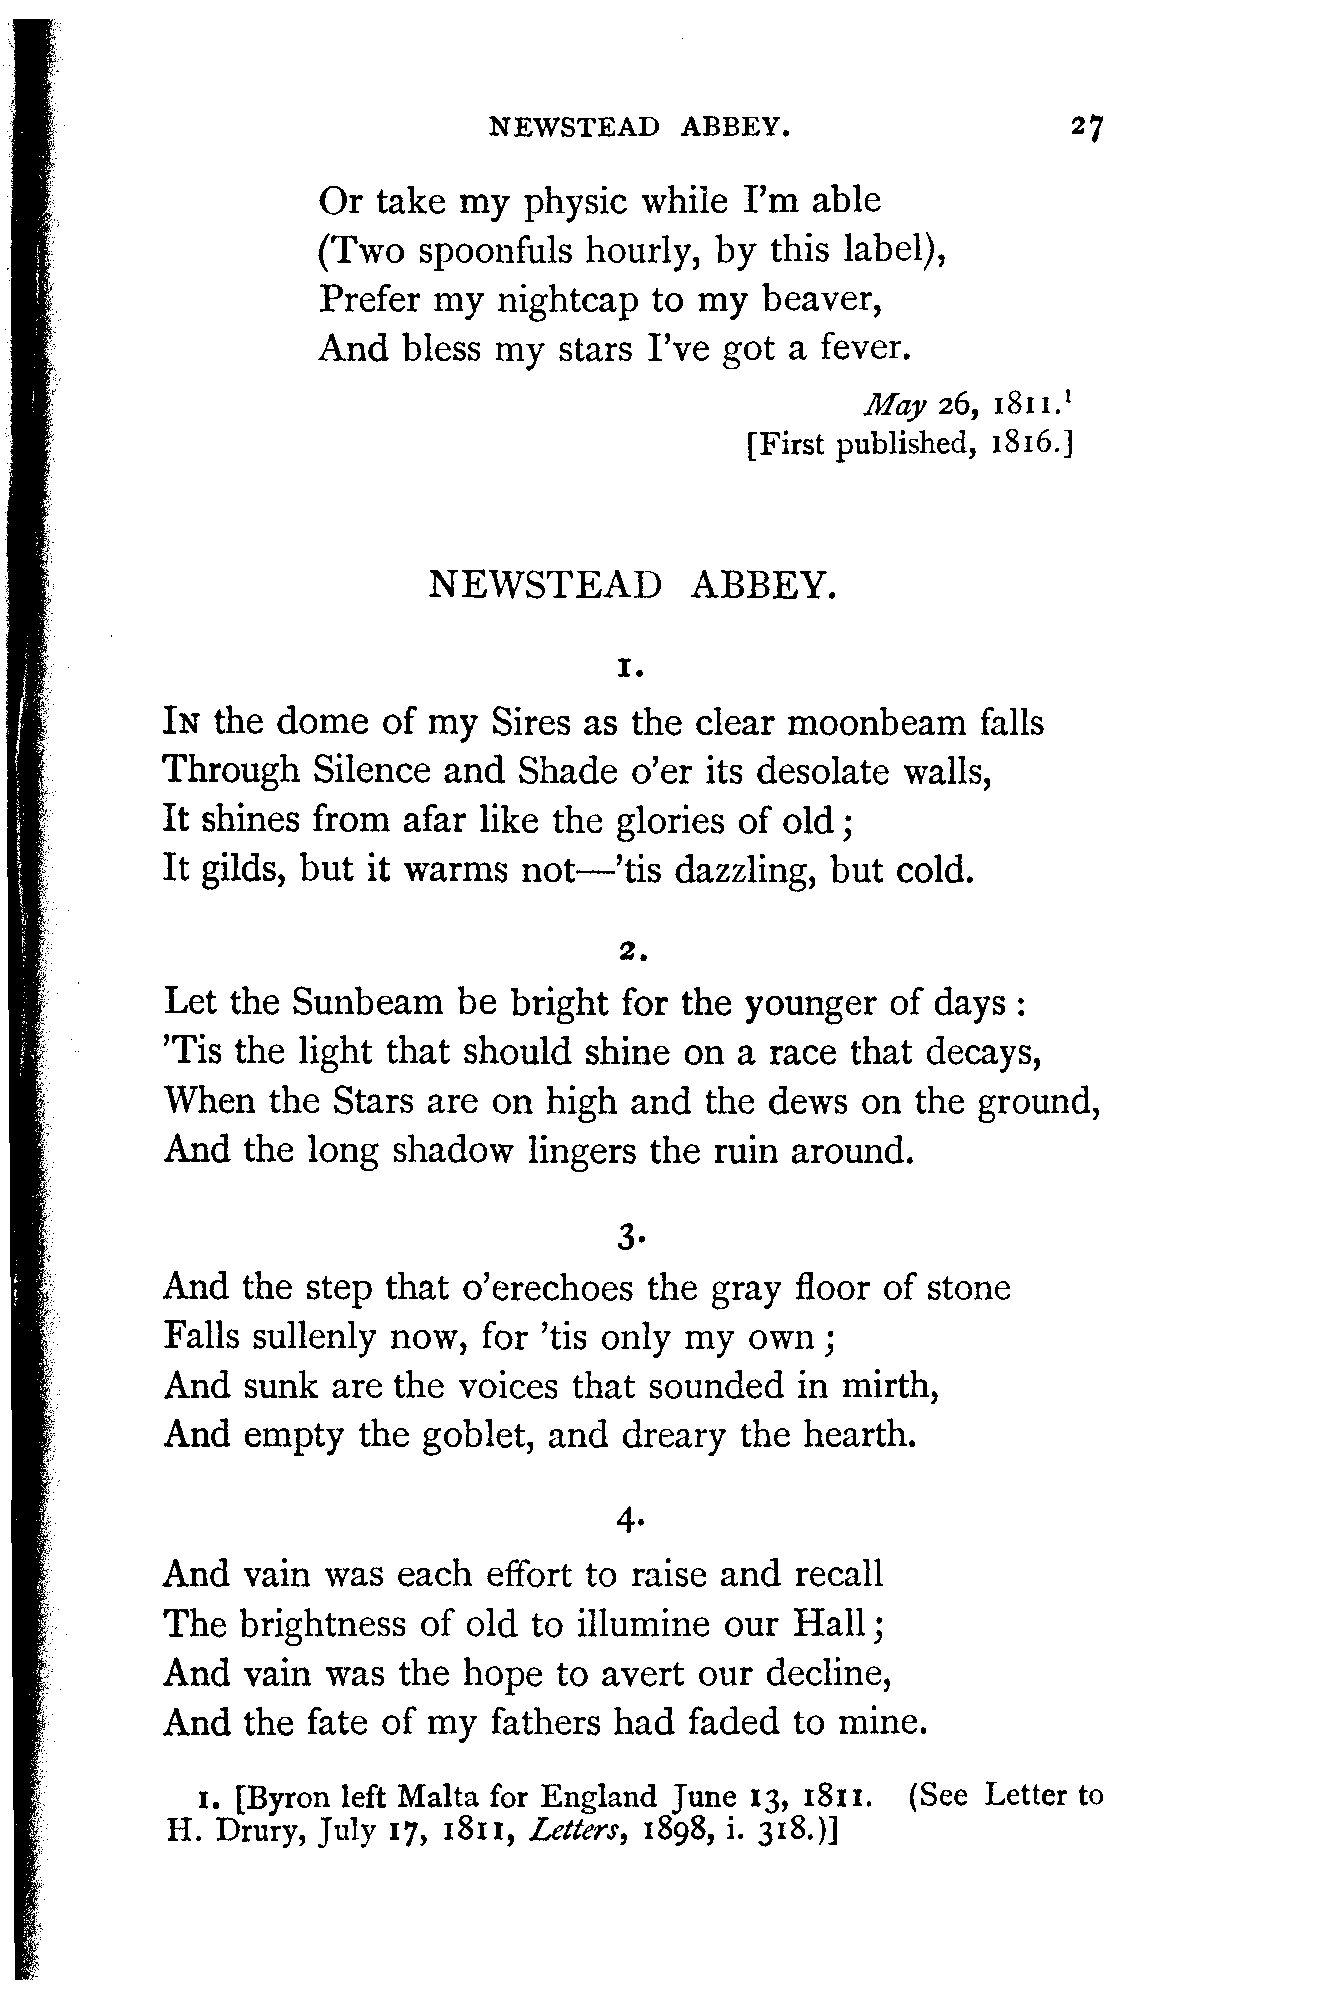 NEWSTEAD ABBEY. 27
Or take my physic while I'm able
(Two spoonfuls hourly, by this label),
Prefer my nightcap to my beaver,
And bless my stars I've got a fever.
May 26, 1811.¹
[First published, 1816.]
NEWSTEAD ABBEY.
1.
IN the dome of my Sires as the clear moonbeam falls
Through Silence and Shade o'er its desolate walls,
It shines from afar like the glories of old;
It gilds, but it warms not—'tis dazzling, but cold.
2.
Let the Sunbeam be bright for the younger of days:
'Tis the light that should shine on a race that decays,
When the Stars are on high and the dews on the ground,
And the long shadow lingers the ruin around.
3.
And the step that o'erechoes the gray floor of stone
Falls sullenly now, for 'tis only my own;
And sunk are the voices that sounded in mirth,
And empty the goblet, and dreary the hearth.
4.
And vain was each effort to raise and recall
The brightness of old to illumine our Hall;
And vain was the hope to avert our decline,
And the fate of my fathers had faded to mine.
1. [Byron left Malta for England June 13, 1811. (See Letter to
H. Drury, July 17, 1811, Letters, 1898, i. 318.)]